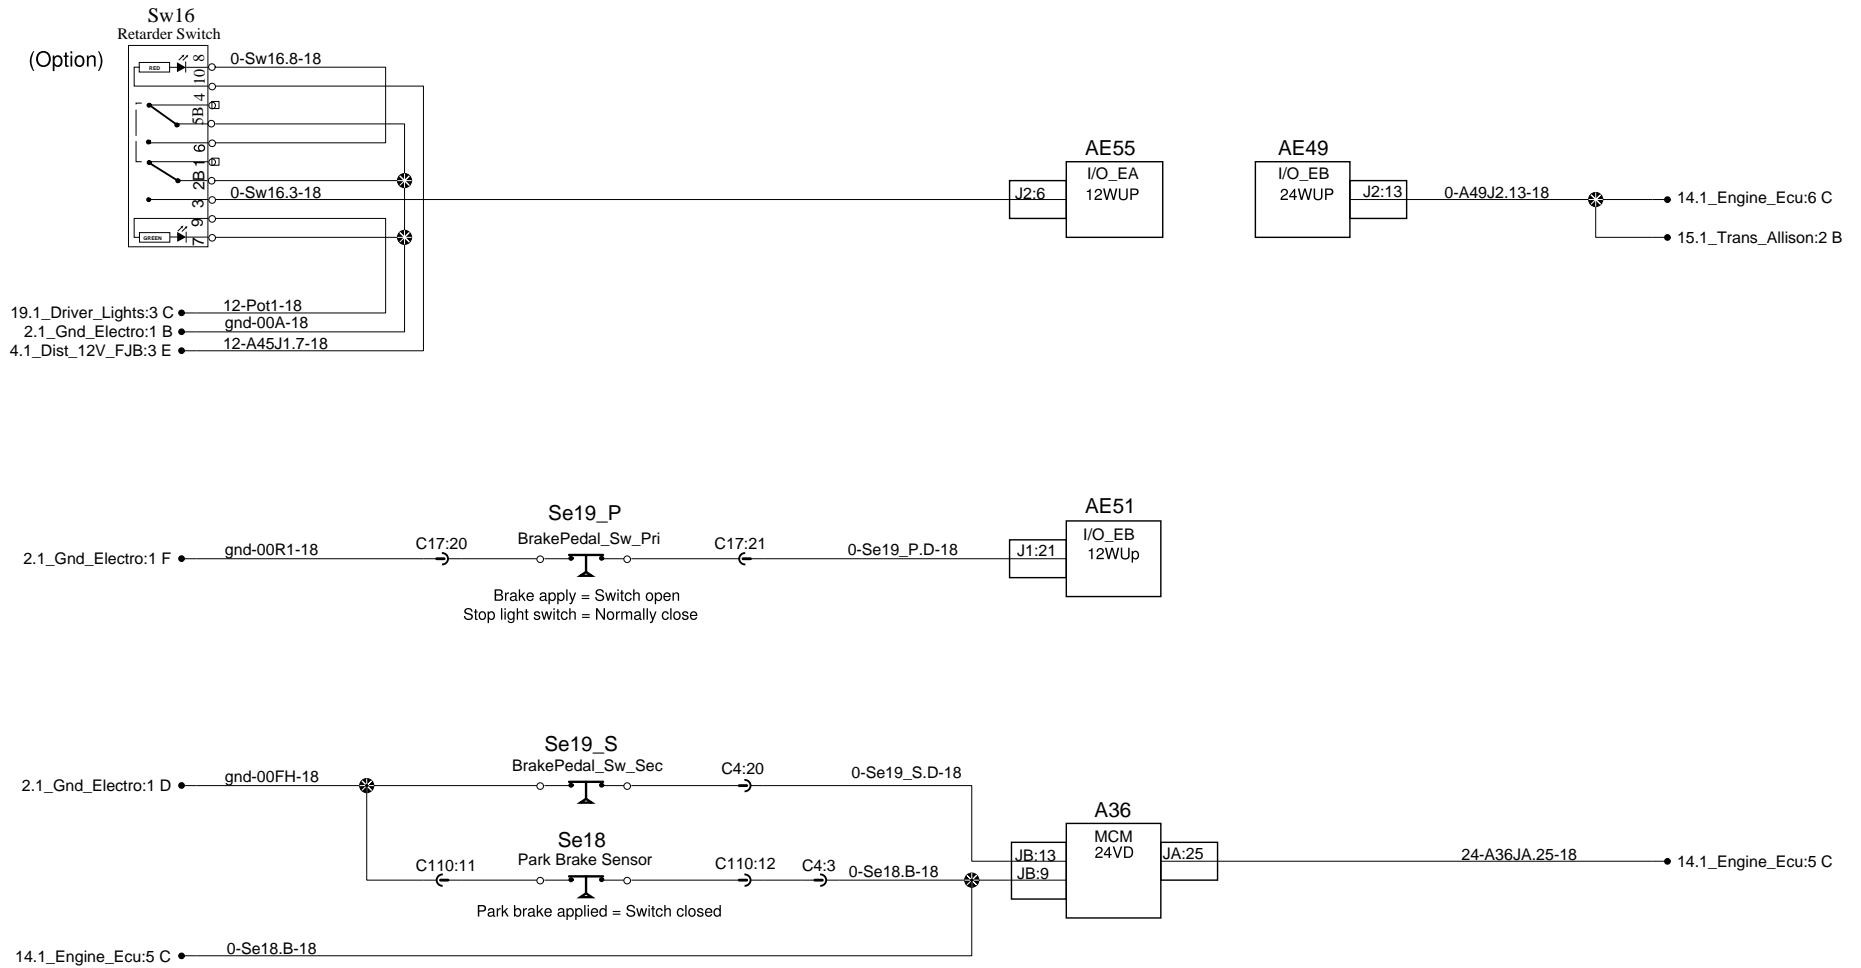 Sw16
Retarder Switch
(Option)
RED
8
0-Sw16.8-18
10
4
5B
6
1
2B
3
0-Sw16.3-18
9
GREEN
7
19.1_Driver_Lights:3 C
12-Pot1-18
2.1_Gnd_Electro:1 B
gnd-00A-18
4.1_Dist_12V_FJB:3 E
12-A45J1.7-18
AE55
I/O_EA
12WUP
J2:6
AE49
I/O_EB
24WUP
J2:13
0-A49J2.13-18
14.1_Engine_Ecu:6 C
15.1_Trans_Allison:2 B
2.1_Gnd_Electro:1 F
gnd-00R1-18
C17:20
Se19_P
BrakePedal_Sw_Pri
C17:21
0-Se19_P.D-18
Brake apply = Switch open
Stop light switch = Normally close
AE51
I/O_EB
12WUp
J1:21
2.1_Gnd_Electro:1 D
gnd-00FH-18
Se19_S
BrakePedal_Sw_Sec
C4:20
0-Se19_S.D-18
C110:11
Se18
Park Brake Sensor
C110:12
C4:3
0-Se18.B-18
Park brake applied = Switch closed
A36
MCM
24VD
JB:13
JB:9
JA:25
24-A36JA.25-18
14.1_Engine_Ecu:5 C
14.1_Engine_Ecu:5 C
0-Se18.B-18